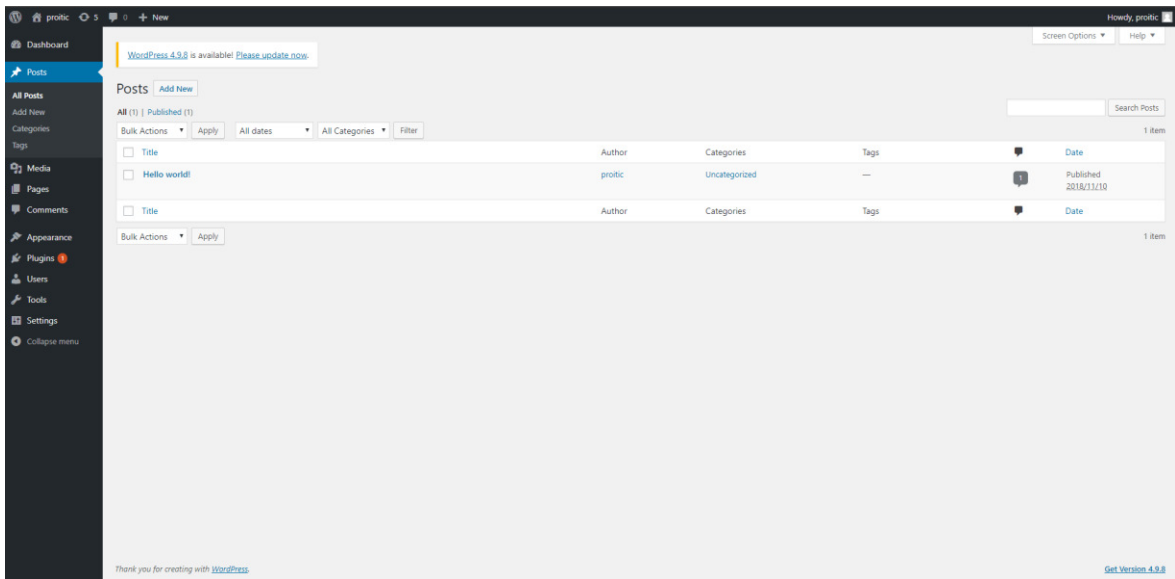 proitic 5 0 + New Howdy, proitic
Screen Options ▼ Help ▼
Dashboard
WordPress 4.9.8 is available! Please update now.
Posts
All Posts
Add New
Categories
Tags
Media
Pages
Comments
Appearance
Plugins 1
Users
Tools
Settings
Collapse menu
Posts Add New
All (1) | Published (1)
Search Posts
Bulk Actions ▼ Apply All dates ▼ All Categories ▼ Filter 1 item
Title Author Categories Tags Date
Hello world! proitic Uncategorized — 1 Published
2018/11/10
Title Author Categories Tags Date
Bulk Actions ▼ Apply 1 item
Thank you for creating with WordPress. Get Version 4.9.8